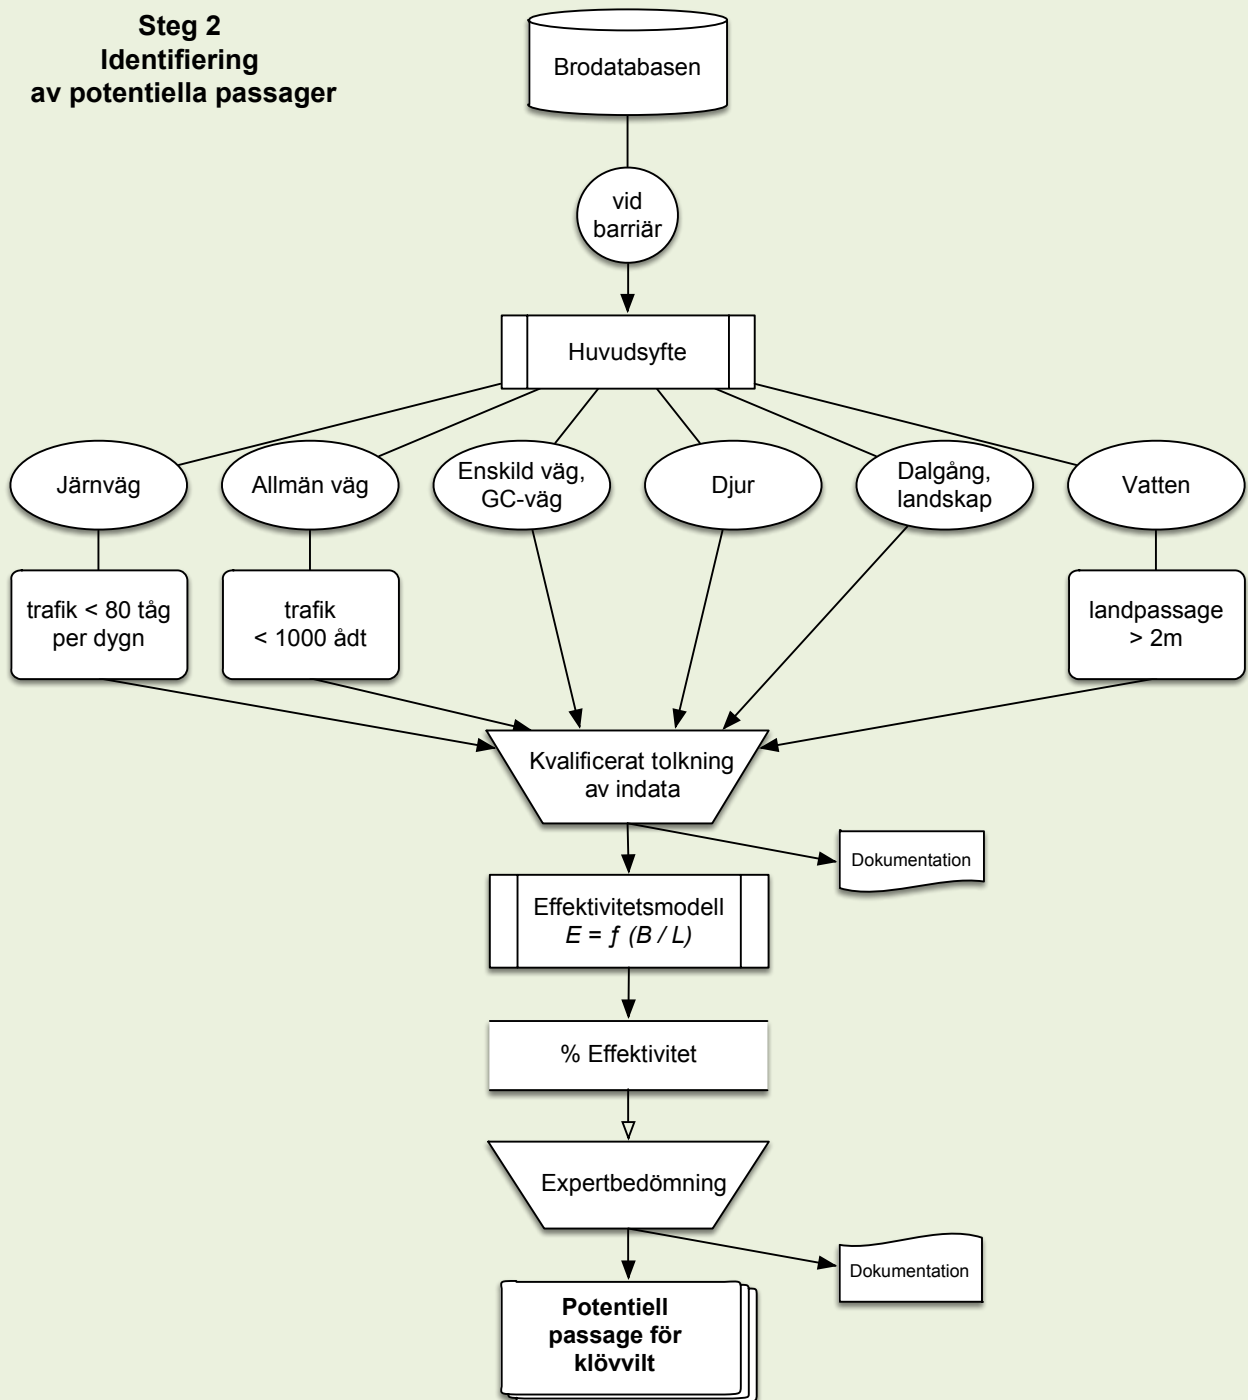 Steg 2
Identifiering
av potentiella passager
Brodatabasen
vid
barriär
Huvudsyfte
Järnväg
Allmän väg
Enskild väg,
GC-väg
Djur
Dalgång,
landskap
Vatten
trafik < 80 tåg
per dygn
trafik
< 1000 ådt
landpassage
> 2m
Kvalificerat tolkning
av indata
Dokumentation
Effektivitetsmodell
E = ƒ (B / L)
% Effektivitet
Expertbedömning
Dokumentation
Potentiell
passage för
klövvilt